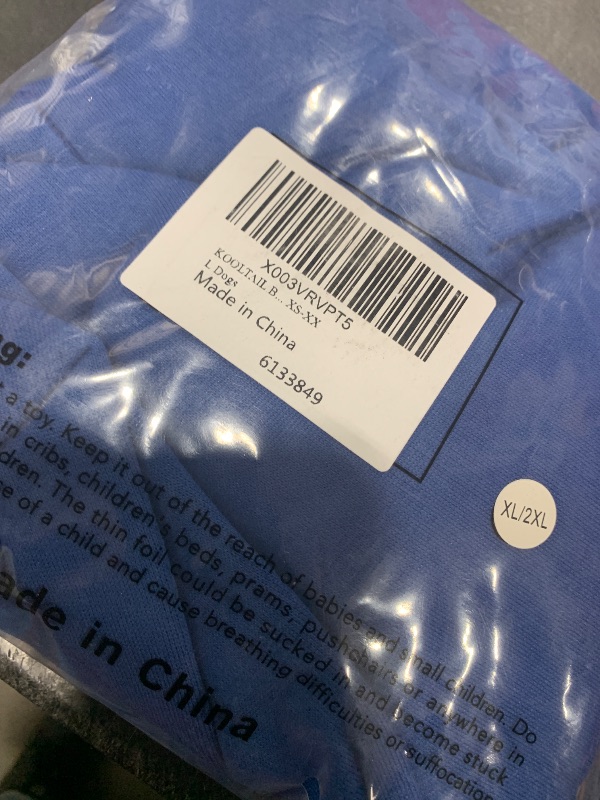 X003VRVPT5
KOOLTAIL B... XS-XX
L Dogs
Made in China
6133849
XL/2XL
ng:
t a toy. Keep it out of the reach of babies and small children. Do
in cribs, children's beds, prams, pushchairs or anywhere in
dren. The thin foil could be sucked in and become stuck
se of a child and cause breathing difficulties or suffocation
ade in China